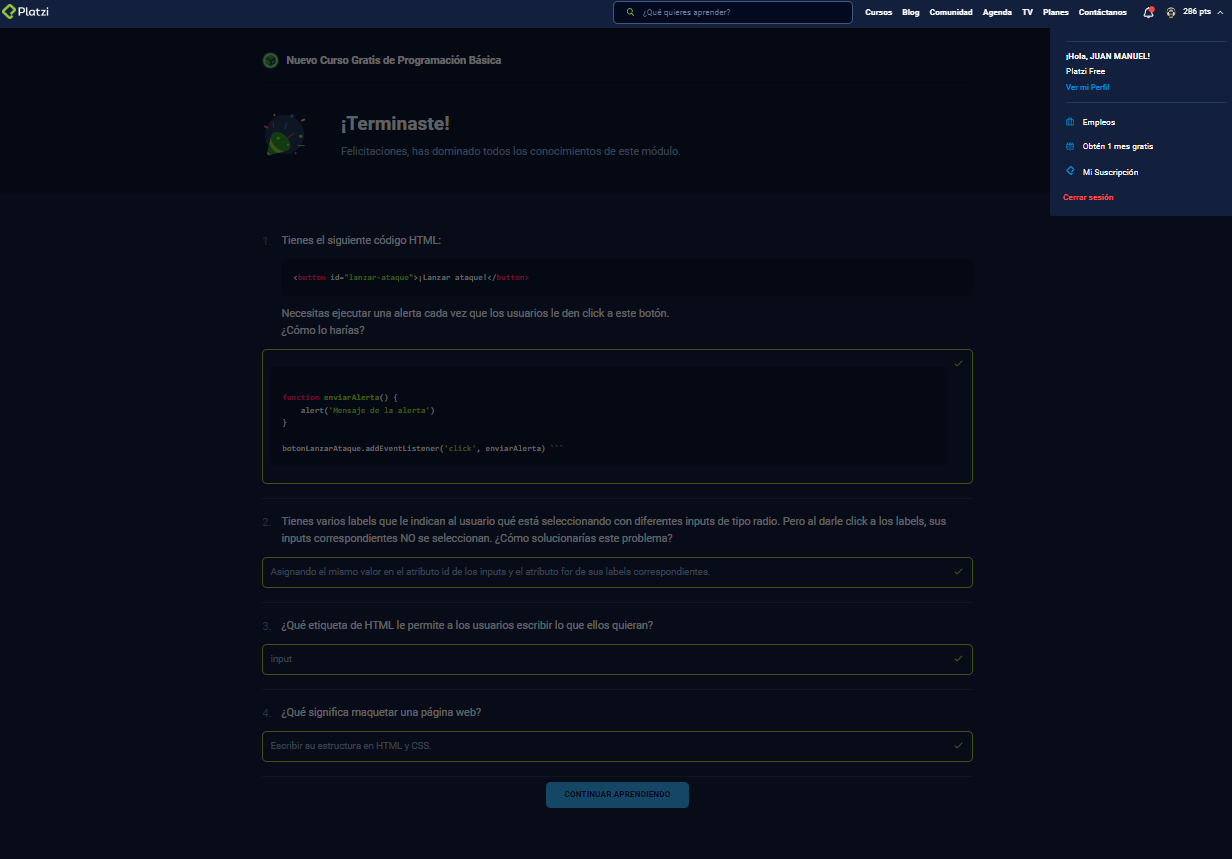 Platzi
¿Qué quieres aprender?
Cursos Blog Comunidad Agenda TV Planes Contáctanos 286 pts
¡Hola, JUAN MANUEL!
Platzi Free
Ver mi Perfil
Empleos
Obtén 1 mes gratis
Mi Suscripción
Cerrar sesión
Nuevo Curso Gratis de Programación Básica
¡Terminaste!
Felicitaciones, has dominado todos los conocimientos de este módulo.
1. Tienes el siguiente código HTML:
<button id="lanzar-ataque">¡Lanzar ataque!</button>
Necesitas ejecutar una alerta cada vez que los usuarios le den click a este botón.
¿Cómo lo harías?
function enviarAlerta() {
alert('Mensaje de la alerta')
}
botonLanzarAtaque.addEventListener('click', enviarAlerta) ```
2. Tienes varios labels que le indican al usuario qué está seleccionando con diferentes inputs de tipo radio. Pero al darle click a los labels, sus
inputs correspondientes NO se seleccionan. ¿Cómo solucionarías este problema?
Asignando el mismo valor en el atributo id de los inputs y el atributo for de sus labels correspondientes.
3. ¿Qué etiqueta de HTML le permite a los usuarios escribir lo que ellos quieran?
input
4. ¿Qué significa maquetar una página web?
Escribir su estructura en HTML y CSS.
CONTINUAR APRENDIENDO